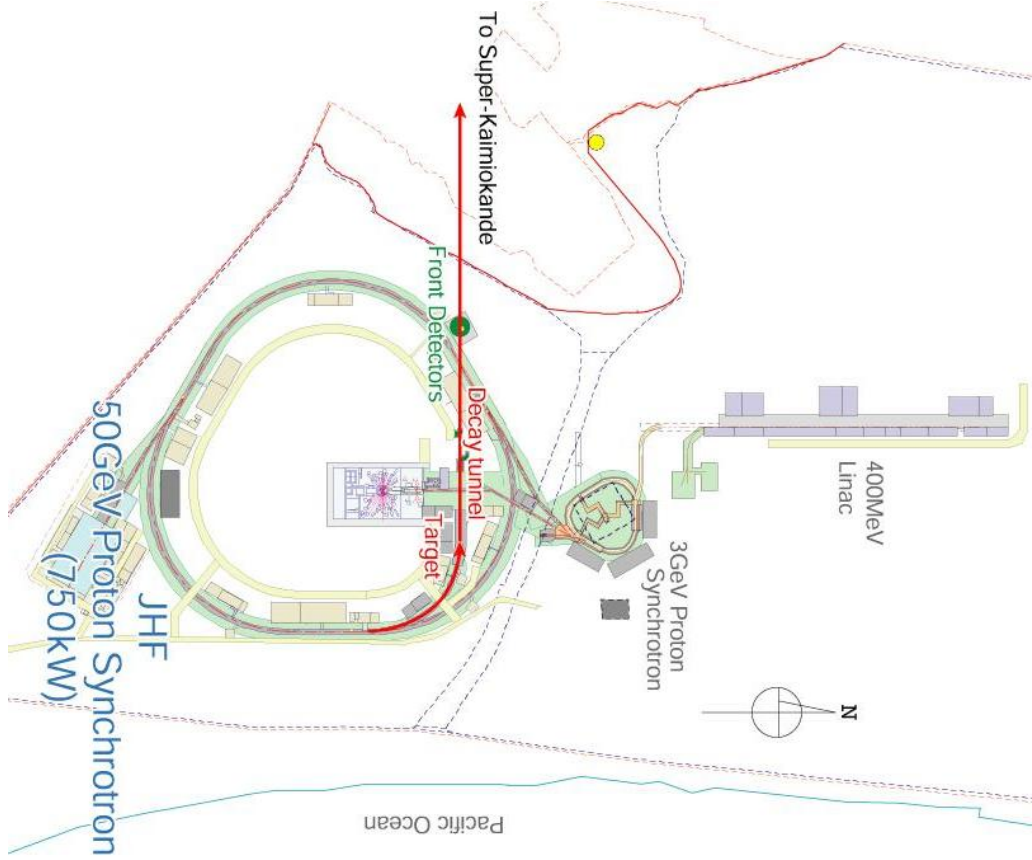 To Super-Kaimiokande
Front Detectors
Decay tunnel
Target
400MeV
Linac
3GeV Proton
Synchrotron
JHF
50GeV Proton Synchrotron
(750kW)
N
Pacific Ocean